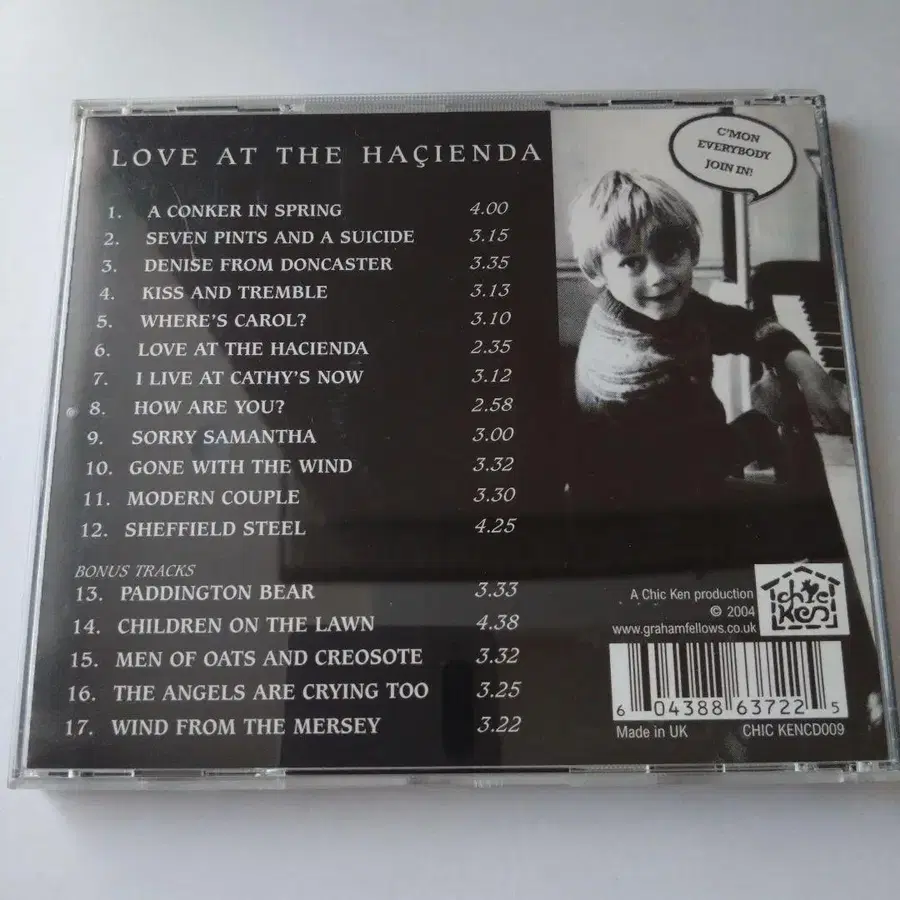 LOVE AT THE HAÇIENDA
C'MON
EVERYBODY
JOIN IN!
1. A CONKER IN SPRING 4.00
2. SEVEN PINTS AND A SUICIDE 3.15
3. DENISE FROM DONCASTER 3.35
4. KISS AND TREMBLE 3.13
5. WHERE'S CAROL? 3.10
6. LOVE AT THE HACIENDA 2.35
7. I LIVE AT CATHY'S NOW 3.12
8. HOW ARE YOU? 2.58
9. SORRY SAMANTHA 3.00
10. GONE WITH THE WIND 3.32
11. MODERN COUPLE 3.30
12. SHEFFIELD STEEL 4.25
BONUS TRACKS
13. PADDINGTON BEAR 3.33
14. CHILDREN ON THE LAWN 4.38
15. MEN OF OATS AND CREOSOTE 3.32
16. THE ANGELS ARE CRYING TOO 3.25
17. WIND FROM THE MERSEY 3.22
A Chic Ken production
© 2004
www.grahamfellows.co.uk
chic
ken
6 04388 63722 5
Made in UK CHIC KENCD009